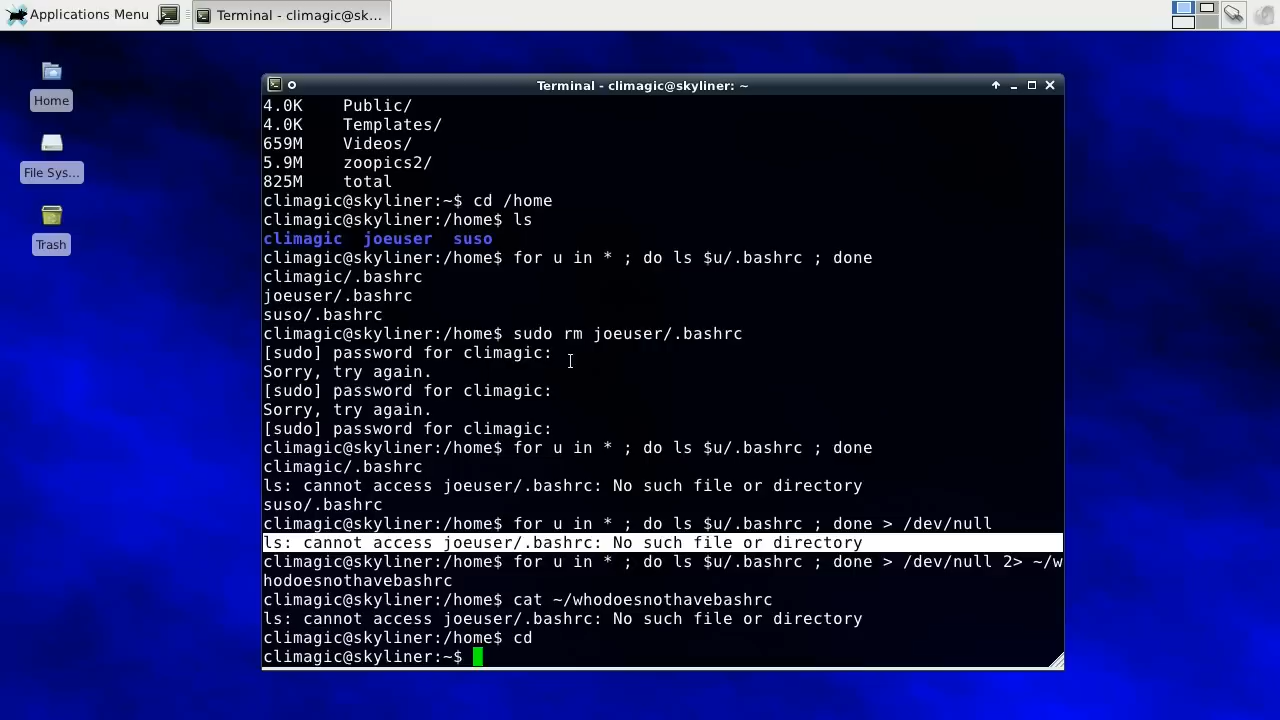 Applications Menu
Terminal - climagic@sk...
Home
File Sys...
Trash
Terminal - climagic@skyliner: ~
4.0K    Public/
4.0K    Templates/
659M    Videos/
5.9M    zoopics2/
825M    total
climagic@skyliner:~$ cd /home
climagic@skyliner:/home$ ls
climagic  joeuser  suso
climagic@skyliner:/home$ for u in * ; do ls $u/.bashrc ; done
climagic/.bashrc
joeuser/.bashrc
suso/.bashrc
climagic@skyliner:/home$ sudo rm joeuser/.bashrc
[sudo] password for climagic:
Sorry, try again.
[sudo] password for climagic:
Sorry, try again.
[sudo] password for climagic:
climagic@skyliner:/home$ for u in * ; do ls $u/.bashrc ; done
climagic/.bashrc
ls: cannot access joeuser/.bashrc: No such file or directory
suso/.bashrc
climagic@skyliner:/home$ for u in * ; do ls $u/.bashrc ; done > /dev/null
ls: cannot access joeuser/.bashrc: No such file or directory
climagic@skyliner:/home$ for u in * ; do ls $u/.bashrc ; done > /dev/null 2> ~/w
hodoesnothavebashrc
climagic@skyliner:/home$ cat ~/whodoesnothavebashrc
ls: cannot access joeuser/.bashrc: No such file or directory
climagic@skyliner:/home$ cd
climagic@skyliner:~$